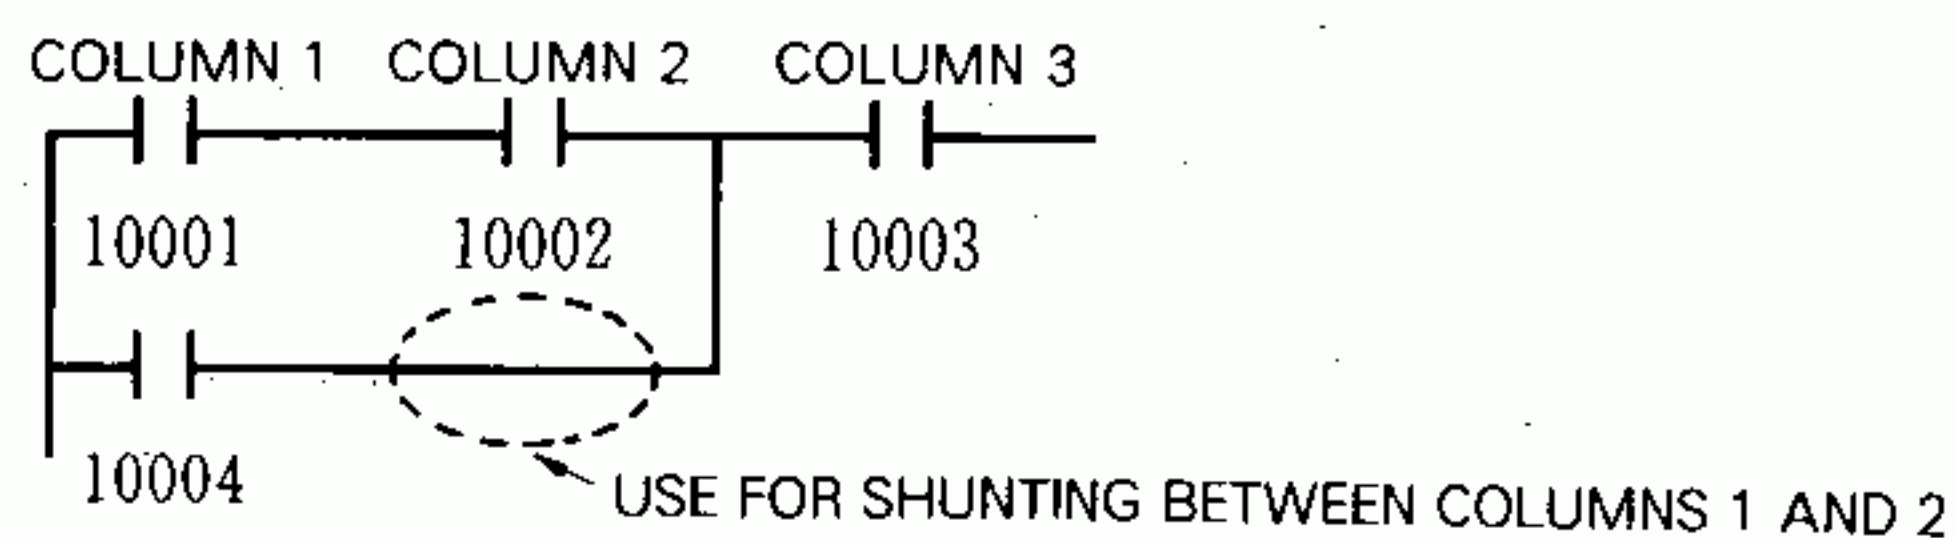 COLUMN 1 COLUMN 2 COLUMN 3
10001 10002 10003
10004
USE FOR SHUNTING BETWEEN COLUMNS 1 AND 2